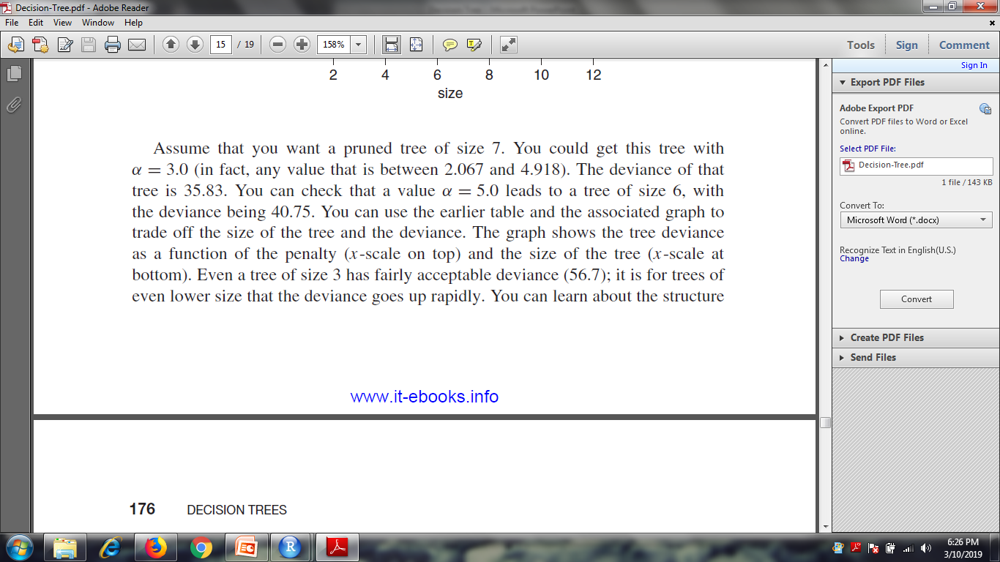 Decision-Tree.pdf - Adobe Reader
File Edit View Window Help
15 / 19 158% Tools Sign Comment
2 4 6 8 10 12
size
Assume that you want a pruned tree of size 7. You could get this tree with
α = 3.0 (in fact, any value that is between 2.067 and 4.918). The deviance of that
tree is 35.83. You can check that a value α = 5.0 leads to a tree of size 6, with
the deviance being 40.75. You can use the earlier table and the associated graph to
trade off the size of the tree and the deviance. The graph shows the tree deviance
as a function of the penalty (x-scale on top) and the size of the tree (x-scale at
bottom). Even a tree of size 3 has fairly acceptable deviance (56.7); it is for trees of
even lower size that the deviance goes up rapidly. You can learn about the structure
www.it-ebooks.info
176 DECISION TREES
Sign In
Export PDF Files
Adobe Export PDF
Convert PDF files to Word or Excel
online.
Select PDF File:
Decision-Tree.pdf
1 file / 143 KB
Convert To:
Microsoft Word (*.docx)
Recognize Text in English(U.S.)
Change
Convert
Create PDF Files
Send Files
6:26 PM
3/10/2019